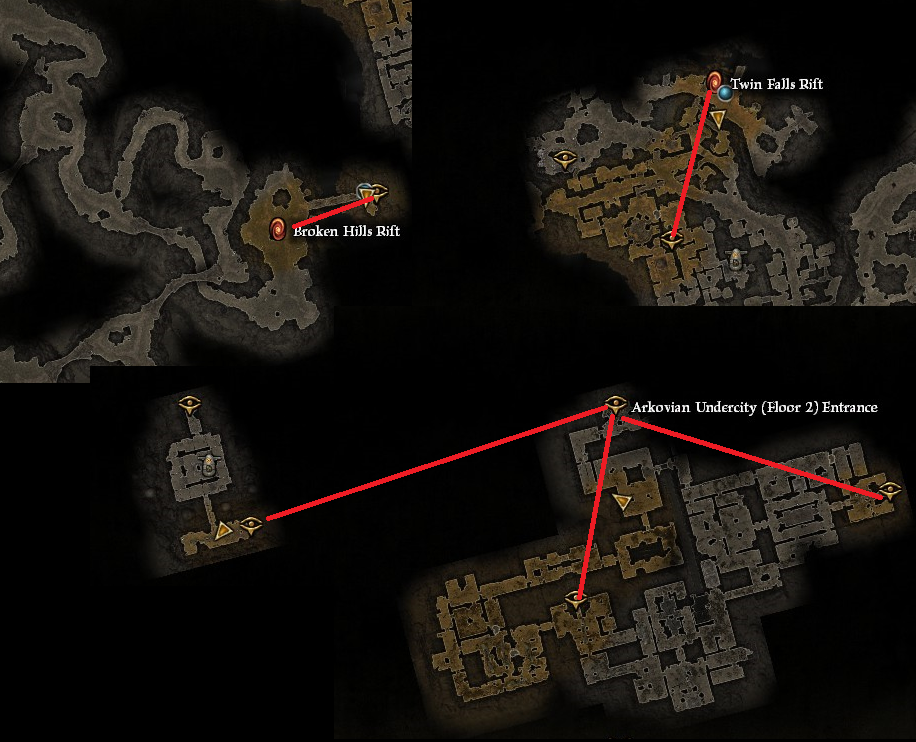 Twin Falls Rift
Broken Hills Rift
Arkovian Undercity (Floor 2) Entrance